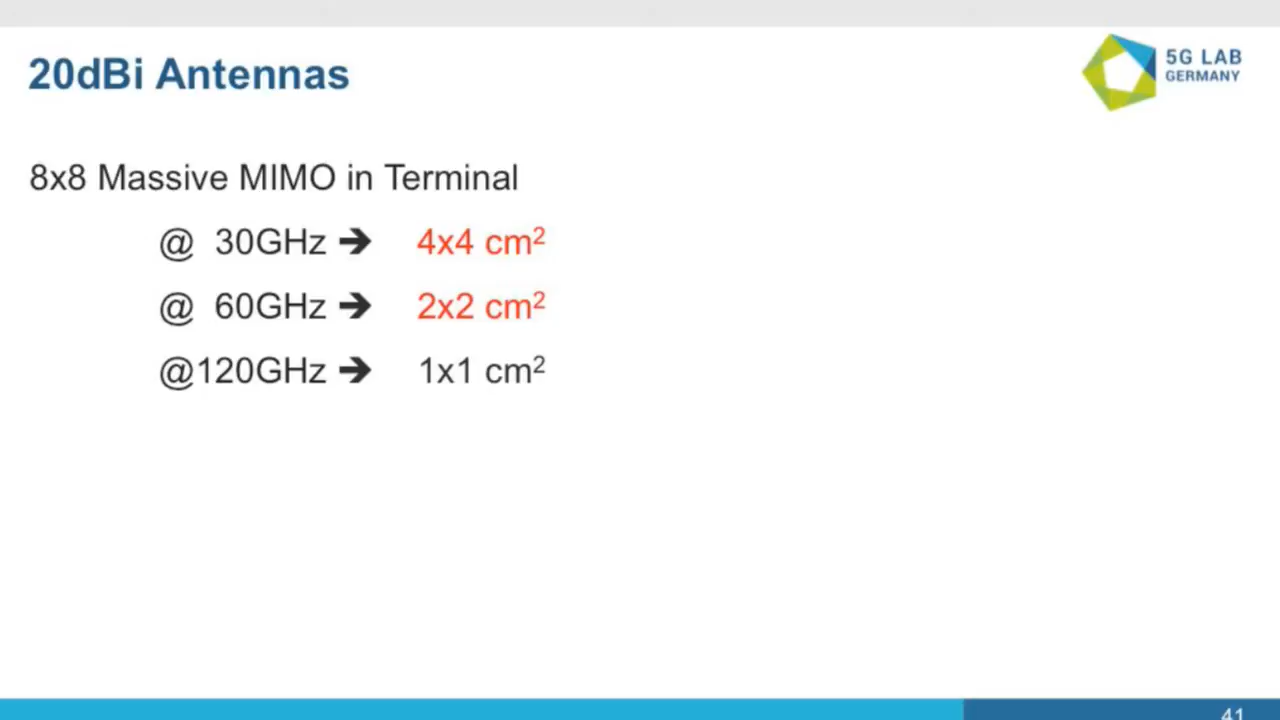 20dBi Antennas
5G LAB
GERMANY
8x8 Massive MIMO in Terminal
@ 30GHz ➔ 4x4 cm²
@ 60GHz ➔ 2x2 cm²
@120GHz ➔ 1x1 cm²
41